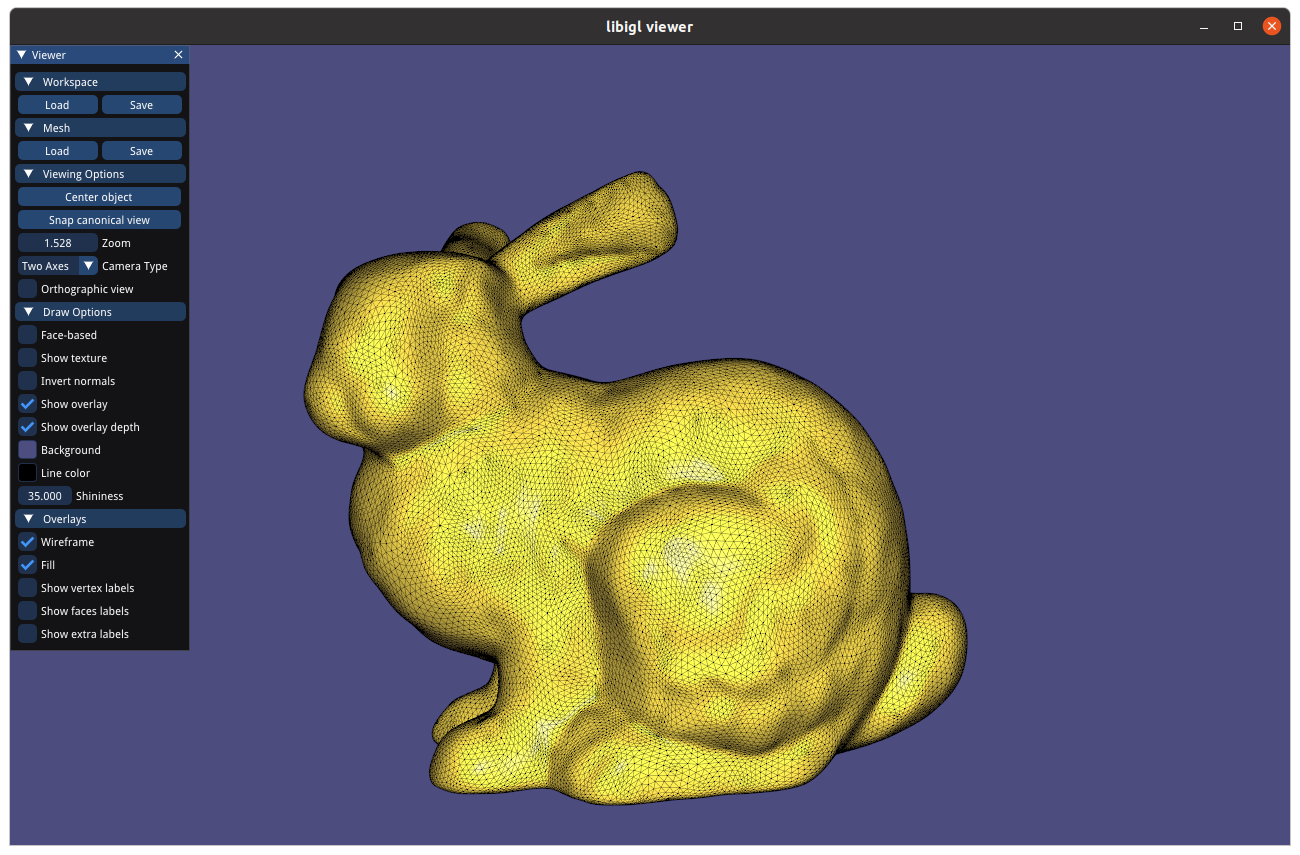 libigl viewer
Viewer
Workspace
Load Save
Mesh
Load Save
Viewing Options
Center object
Snap canonical view
1.528 Zoom
Two Axes Camera Type
Orthographic view
Draw Options
Face-based
Show texture
Invert normals
Show overlay
Show overlay depth
Background
Line color
35.000 Shininess
Overlays
Wireframe
Fill
Show vertex labels
Show faces labels
Show extra labels